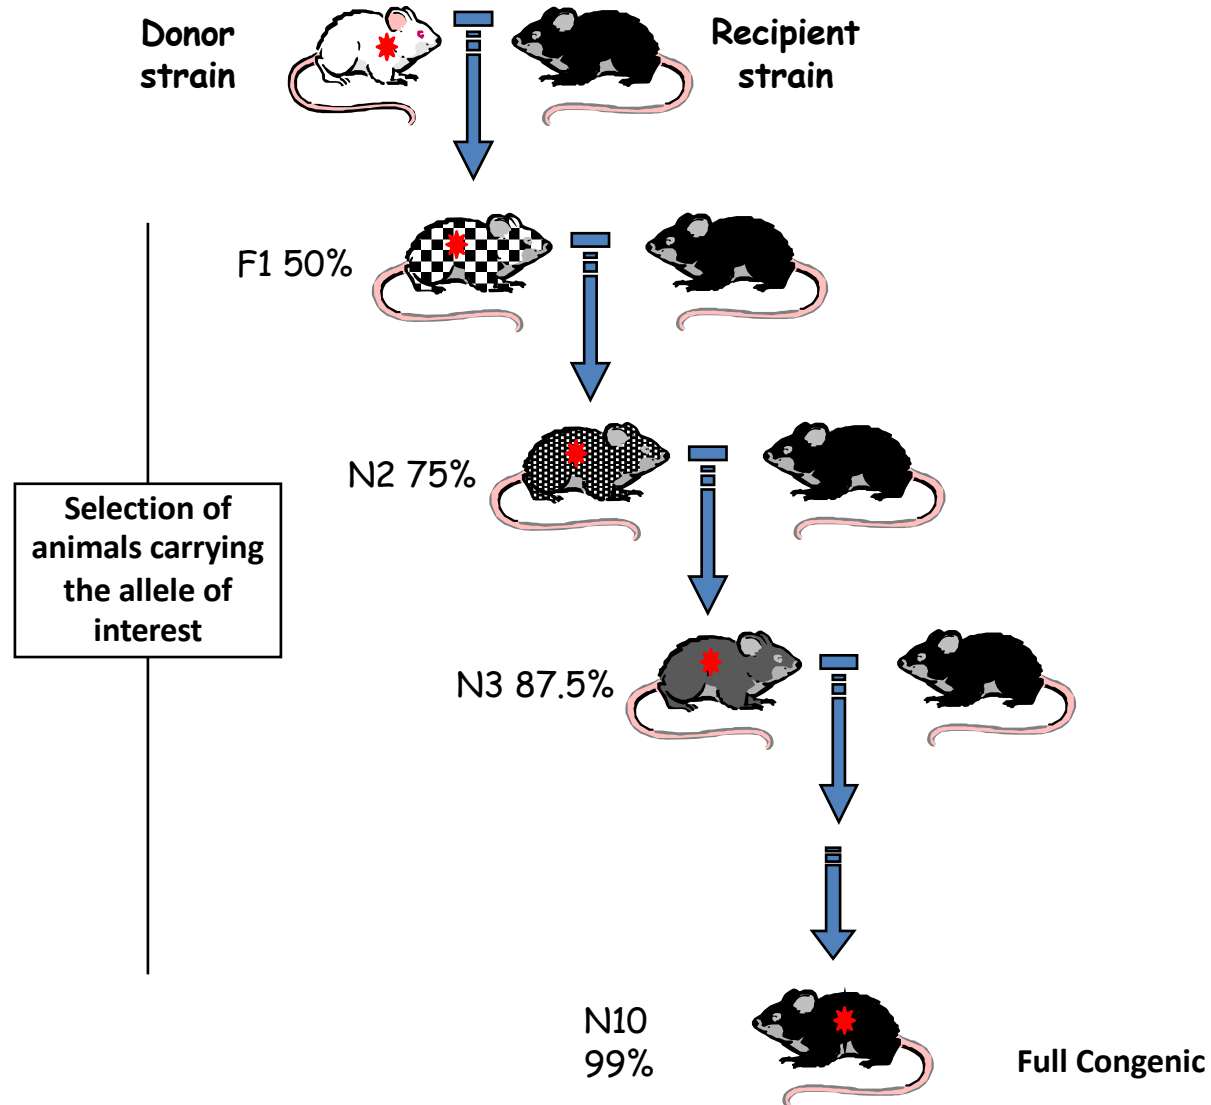 Donor
strain
Recipient
strain
F1 50%
N2 75%
Selection of
animals carrying
the allele of
interest
N3 87.5%
N10
99%
Full Congenic